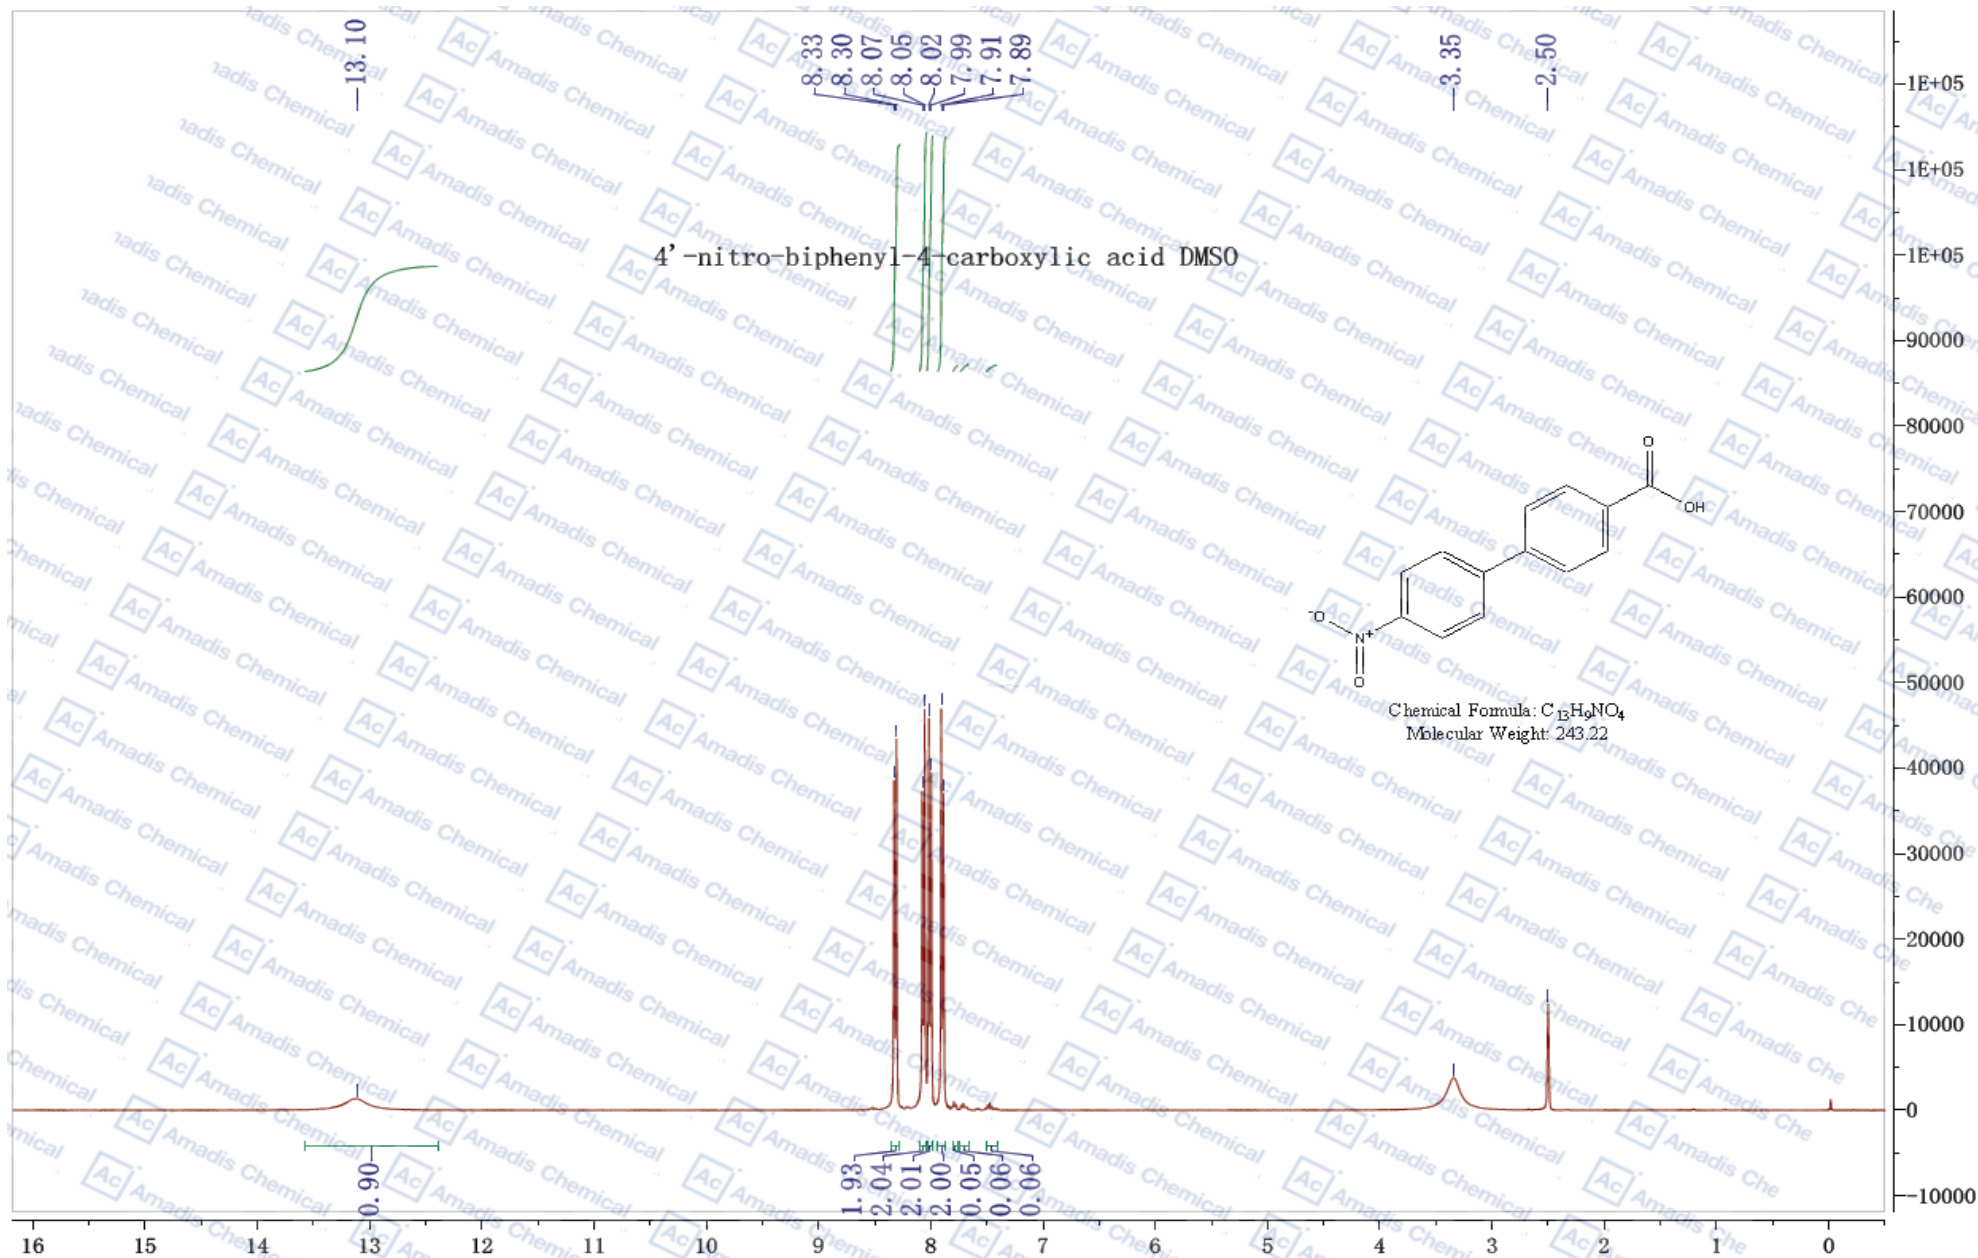 13.10
8.33
8.30
8.07
8.05
8.02
7.99
7.91
7.89
3.35
2.50
1E+05
1E+05
1E+05
90000
80000
70000
60000
50000
40000
30000
20000
10000
0
-10000
4'-nitro-biphenyl-4-carboxylic acid DMSO
O
OH
-O
N+
O
Chemical Formula: C13H9NO4
Molecular Weight: 243.22
0.90
1.93
2.04
2.01
2.00
0.05
0.06
0.06
16 15 14 13 12 11 10 9 8 7 6 5 4 3 2 1 0
Ac Amadis Chemical